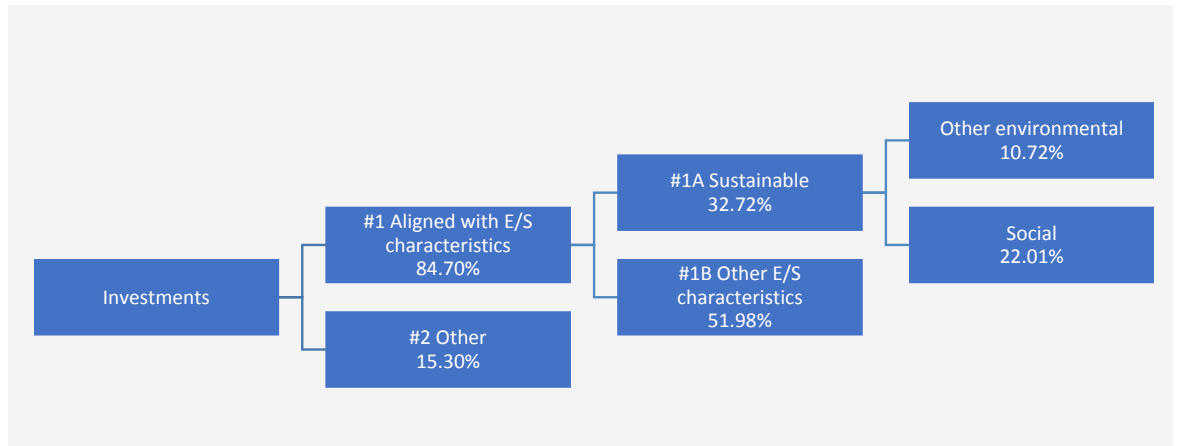 Investments
#1 Aligned with E/S
characteristics
84.70%
#2 Other
15.30%
#1A Sustainable
32.72%
#1B Other E/S
characteristics
51.98%
Other environmental
10.72%
Social
22.01%